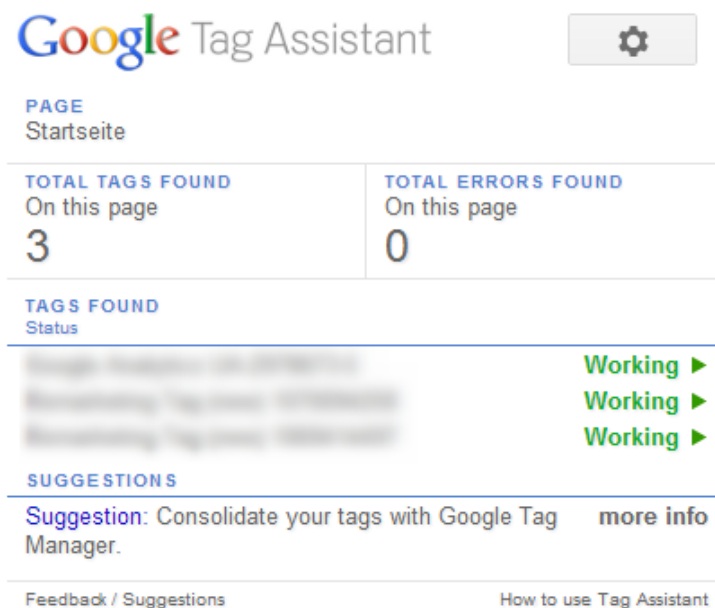 Google Tag Assistant
PAGE
Startseite
TOTAL TAGS FOUND
On this page
3
TOTAL ERRORS FOUND
On this page
0
TAGS FOUND
Status
Working
Working
Working
SUGGESTIONS
Suggestion: Consolidate your tags with Google Tag more info
Manager.
Feedback / Suggestions How to use Tag Assistant